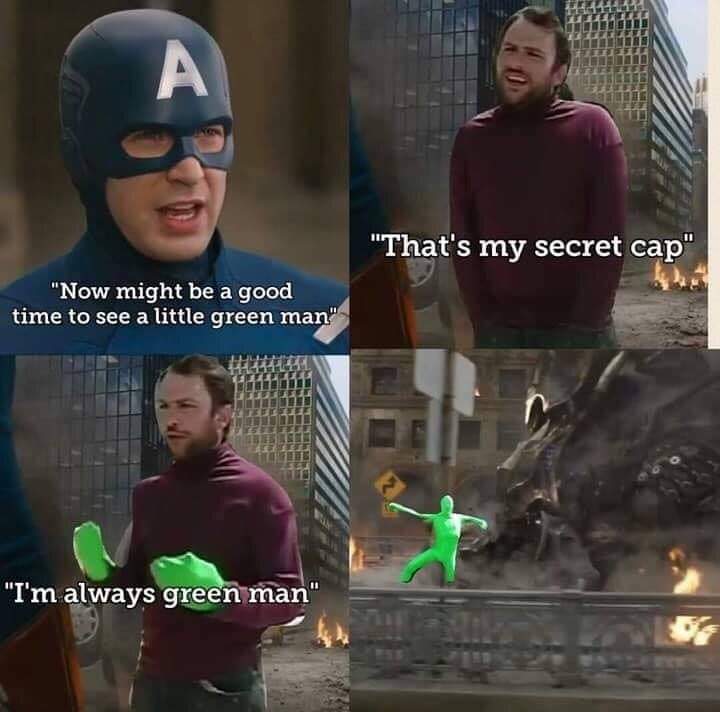 A
"Now might be a good
time to see a little green man"
"That's my secret cap"
"I'm always green man"